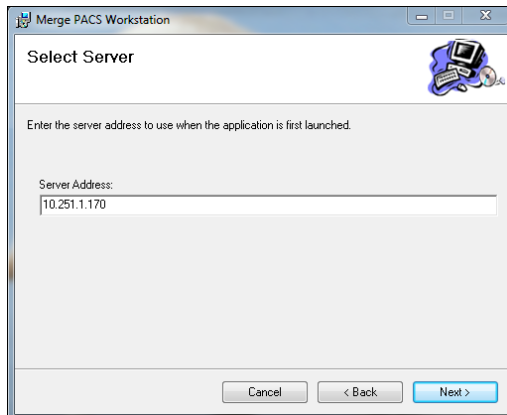 Merge PACS Workstation
Select Server
Enter the server address to use when the application is first launched.
Server Address:
10.251.1.170
Cancel
< Back
Next >